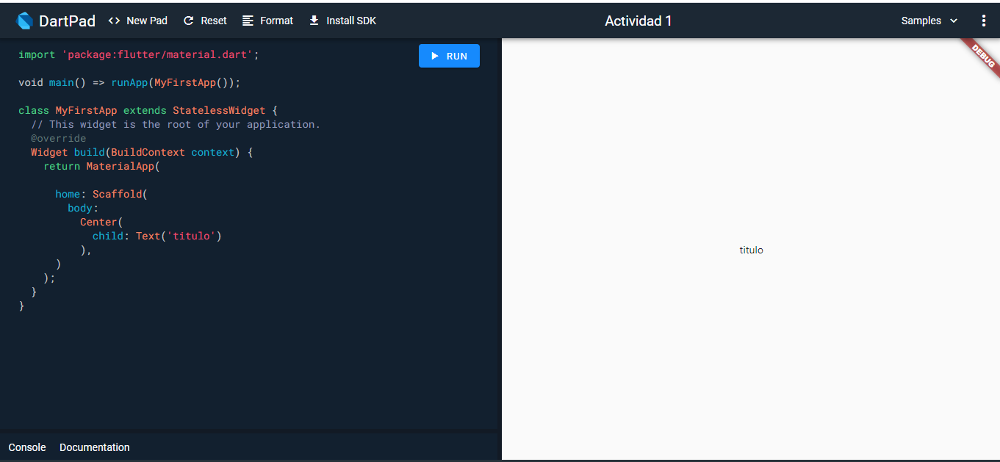 DartPad <> New Pad Reset Format Install SDK Actividad 1 Samples
import 'package:flutter/material.dart';
RUN
DEBUG
void main() => runApp(MyFirstApp());
class MyFirstApp extends StatelessWidget {
// This widget is the root of your application.
@override
Widget build(BuildContext context) {
return MaterialApp(
home: Scaffold(
body:
Center(
child: Text('titulo')
),
)
);
}
}
titulo
Console Documentation